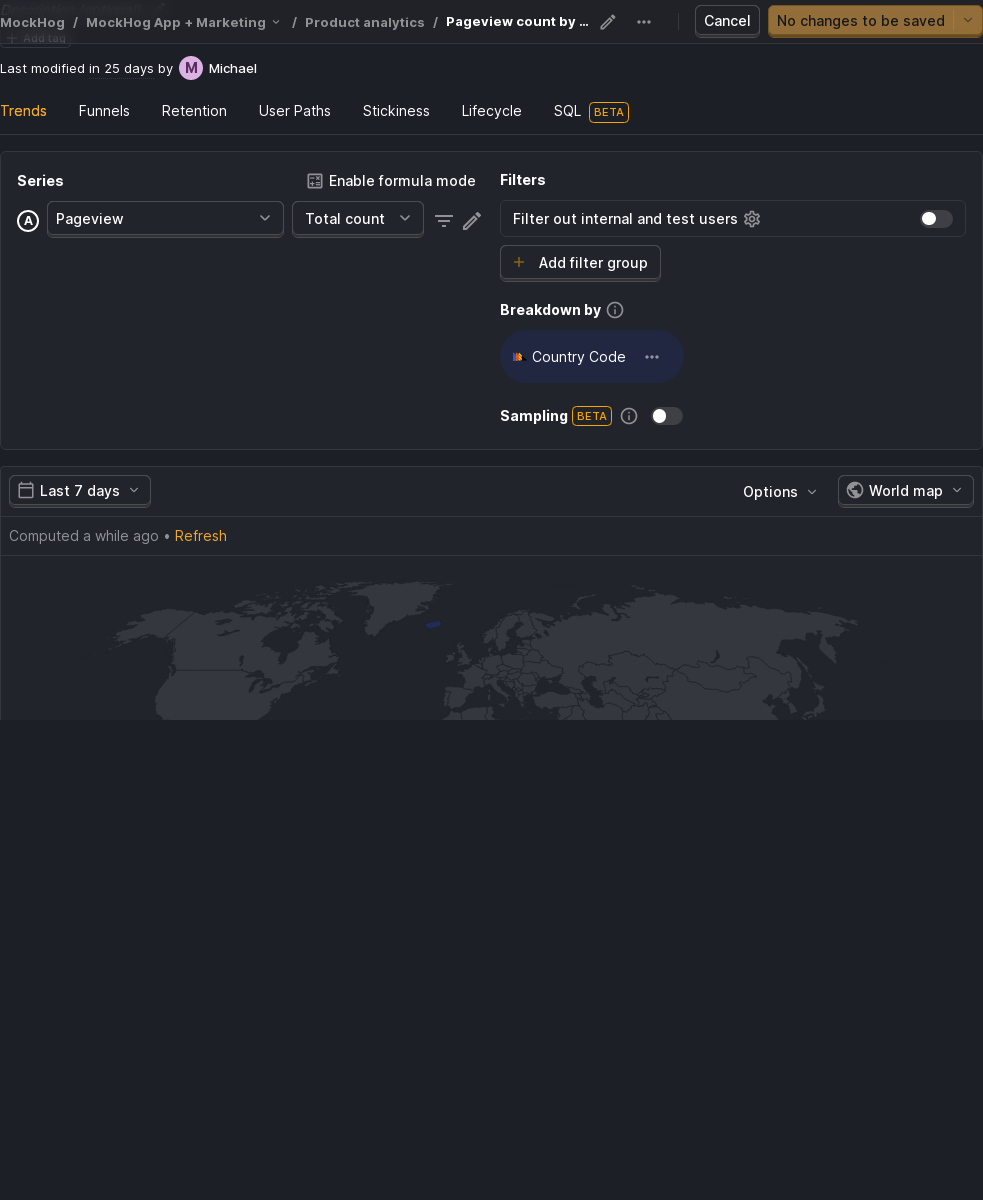 MockHog / MockHog App + Marketing / Product analytics / Pageview count by ... Cancel No changes to be saved
Add tag
Last modified in 25 days by M Michael
Trends Funnels Retention User Paths Stickiness Lifecycle SQL BETA
Series Enable formula mode
A Pageview Total count
Filters
Filter out internal and test users
+ Add filter group
Breakdown by
Country Code
Sampling BETA
Last 7 days Options World map
Computed a while ago • Refresh